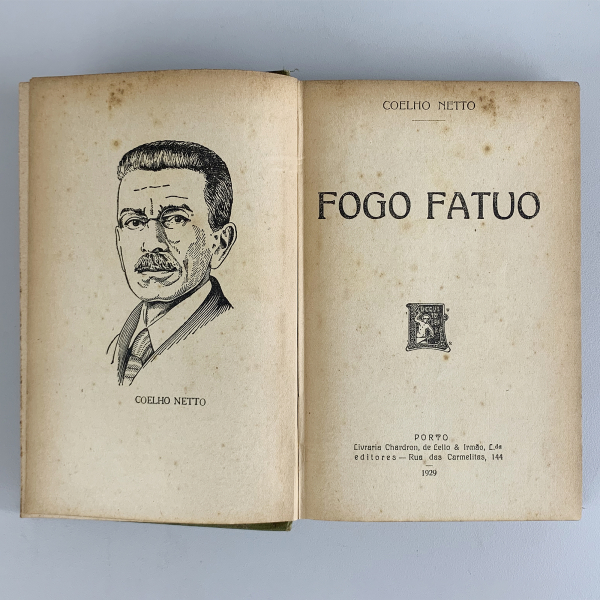 COELHO NETTO
COELHO NETTO
FOGO FATUO
PORTO
Livraria Chardron, de Lello & Irmão, L.da
editores — Rua das Carmelitas, 144
1929